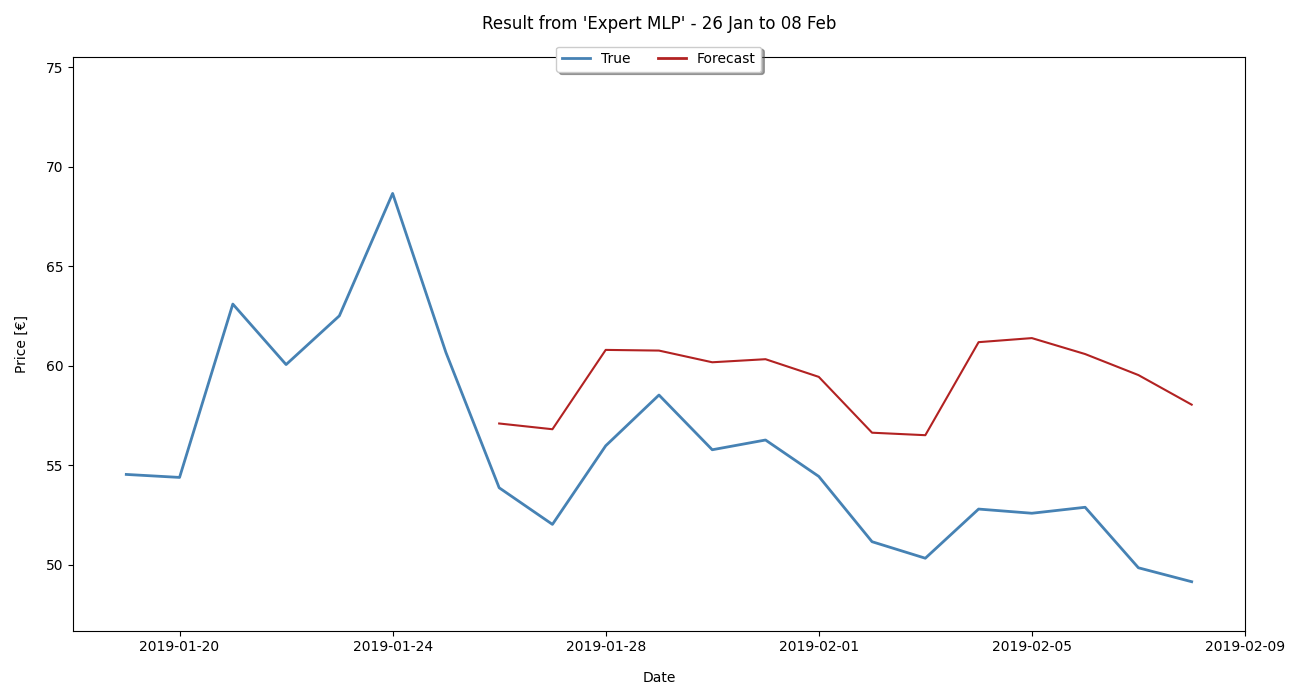 Result from 'Expert MLP' - 26 Jan to 08 Feb
True Forecast
75
70
65
60
55
50
Price [€]
2019-01-20 2019-01-24 2019-01-28 2019-02-01 2019-02-05 2019-02-09
Date